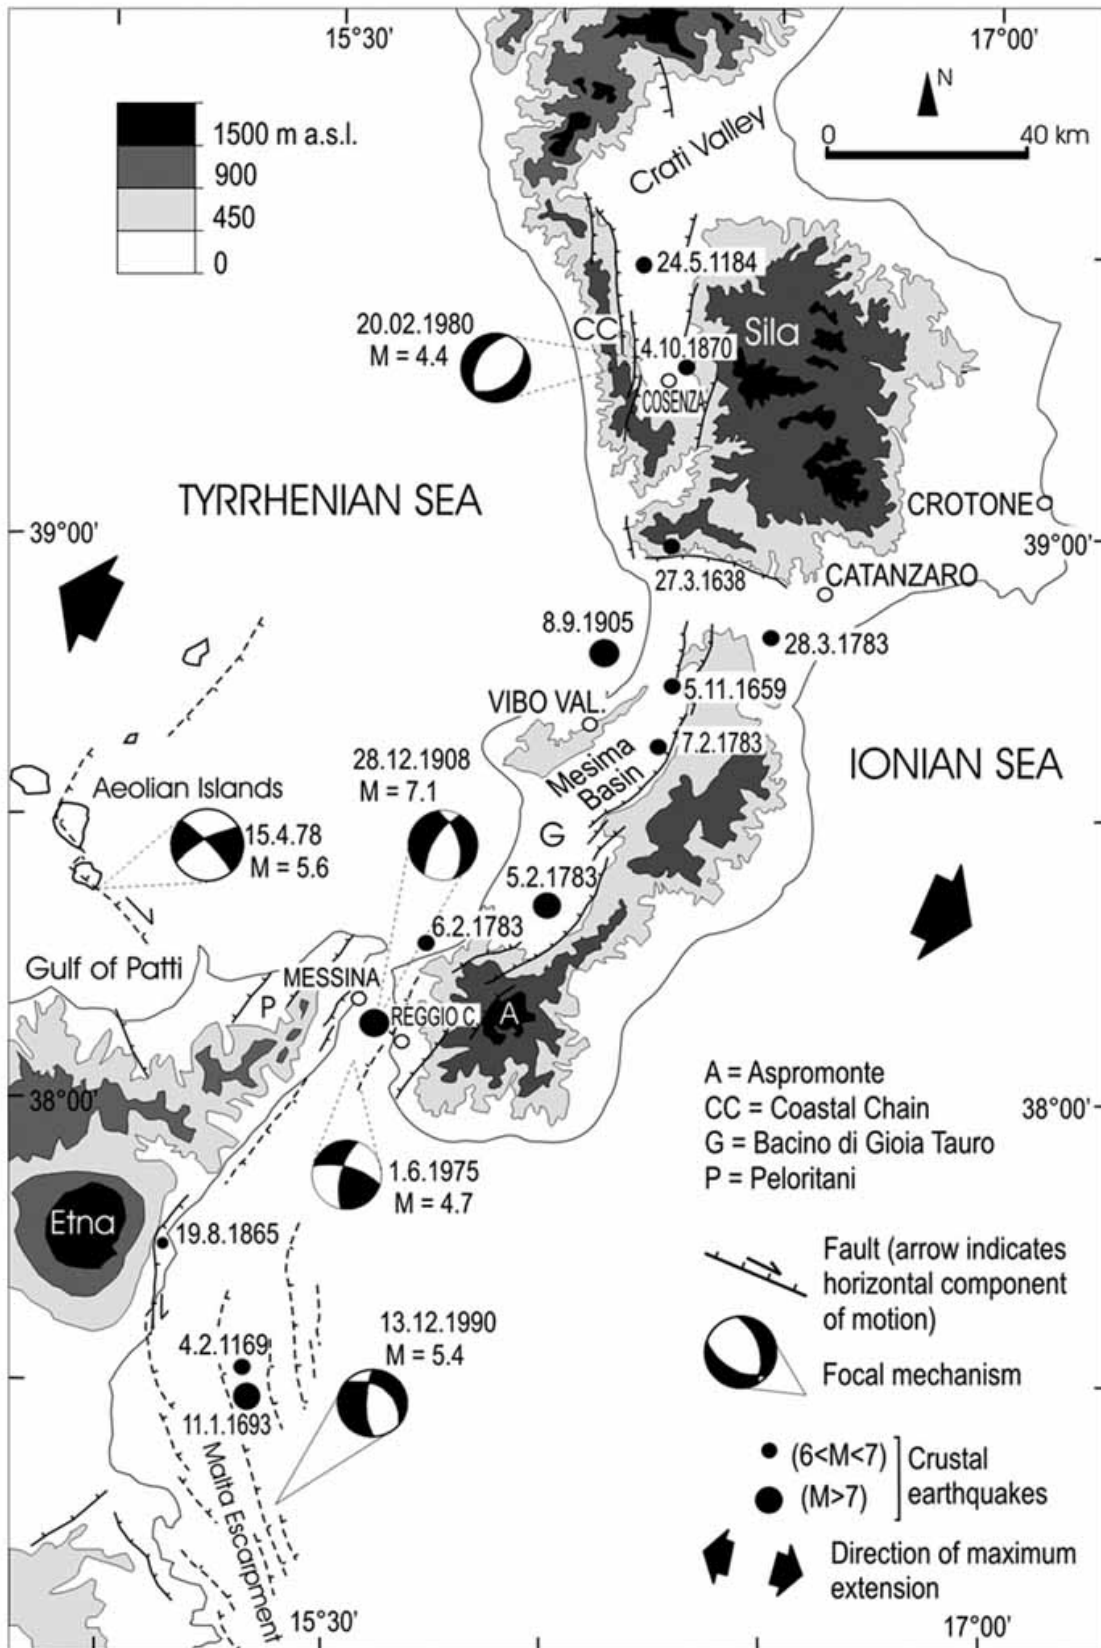 15°30'
17°00'
N
0 40 km
1500 m a.s.l.
900
450
0
Crati Valley
24.5.1184
20.02.1980
M = 4.4
CC
4.10.1870
Sila
COSENZA
TYRRHENIAN SEA
CROTONE
39°00'
39°00'
27.3.1638
CATANZARO
8.9.1905
28.3.1783
5.11.1659
VIBO VAL.
7.2.1783
Mesima
Basin
IONIAN SEA
28.12.1908
M = 7.1
Aeolian Islands
15.4.78
M = 5.6
G
5.2.1783
6.2.1783
Gulf of Patti
MESSINA
P
REGGIO C.
A
38°00'
38°00'
A = Aspromonte
CC = Coastal Chain
G = Bacino di Gioia Tauro
P = Peloritani
1.6.1975
M = 4.7
Etna
19.8.1865
Fault (arrow indicates
horizontal component
of motion)
Focal mechanism
13.12.1990
M = 5.4
4.2.1169
11.1.1693
Malta Escarpment
(6<M<7)
(M>7)
Crustal
earthquakes
Direction of maximum
extension
15°30'
17°00'